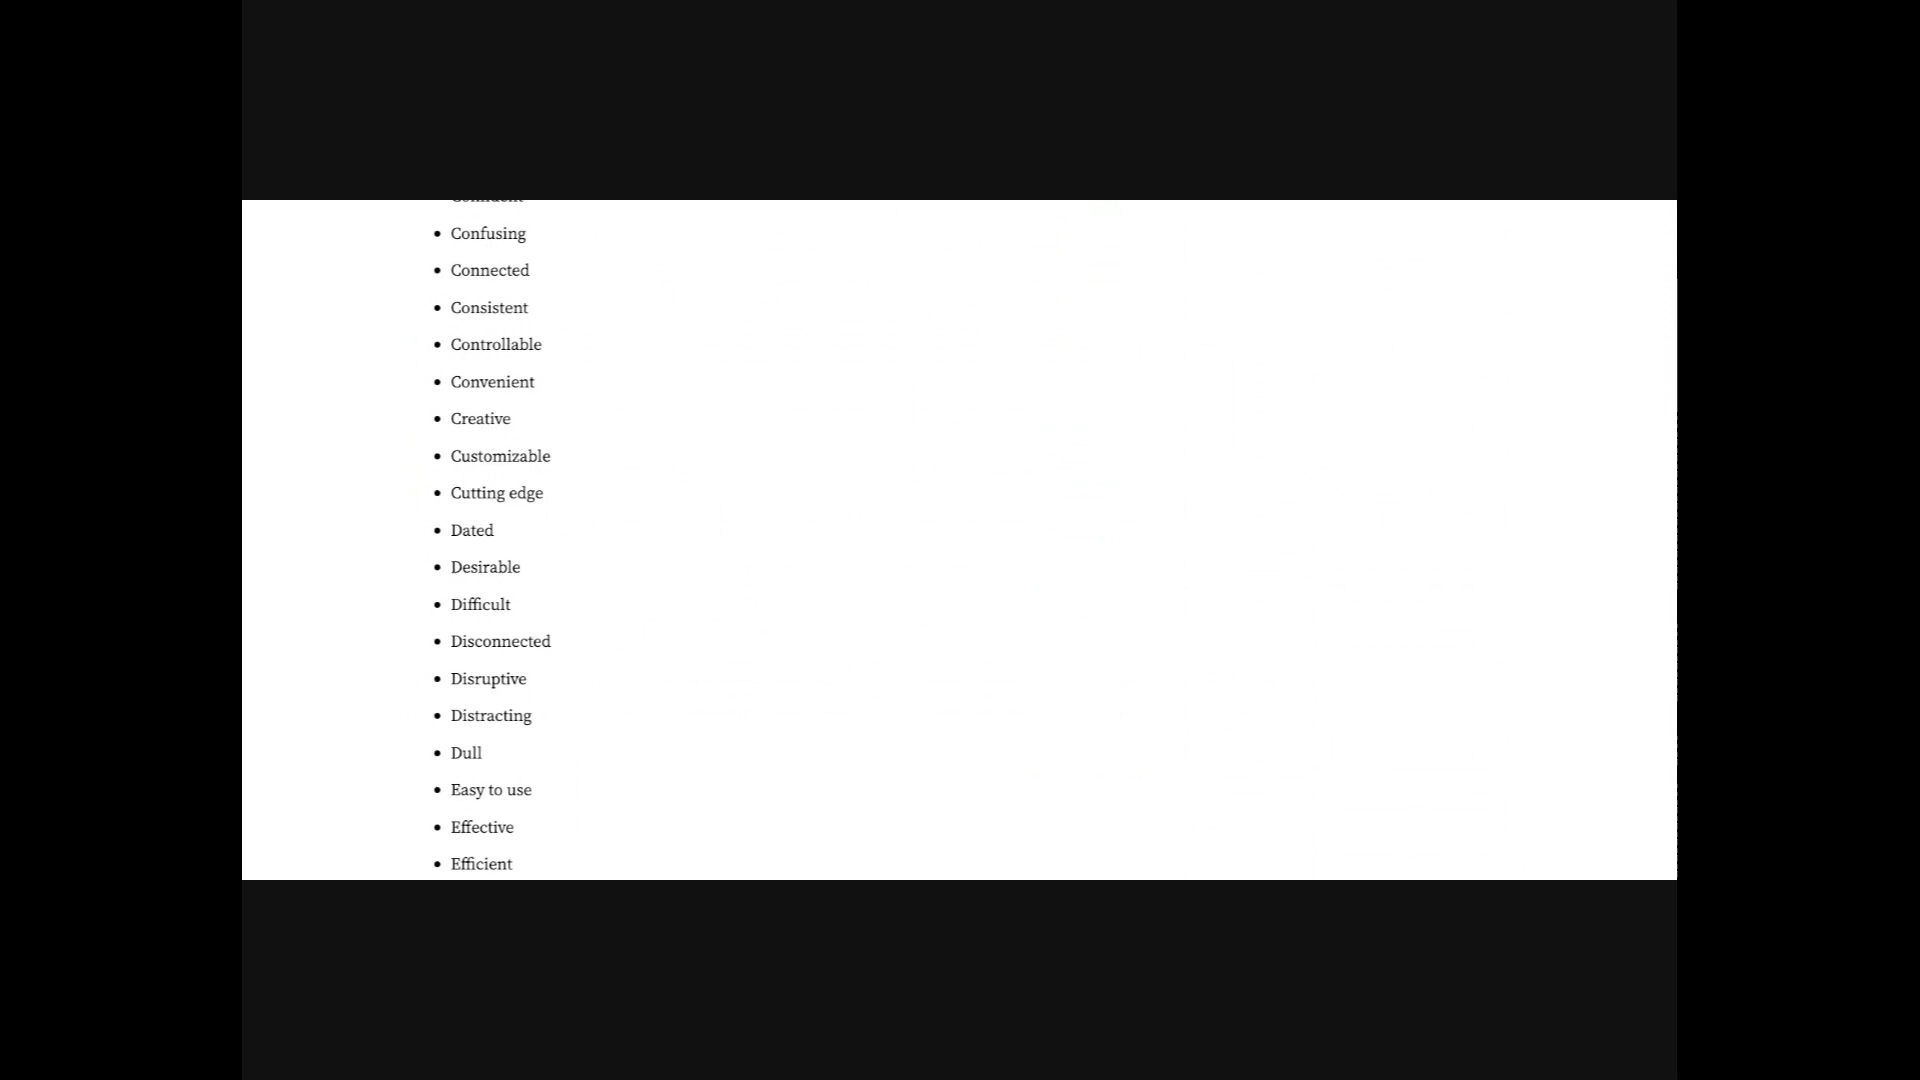 Confusing
Connected
Consistent
Controllable
Convenient
Creative
Customizable
Cutting edge
Dated
Desirable
Difficult
Disconnected
Disruptive
Distracting
Dull
Easy to use
Effective
Efficient